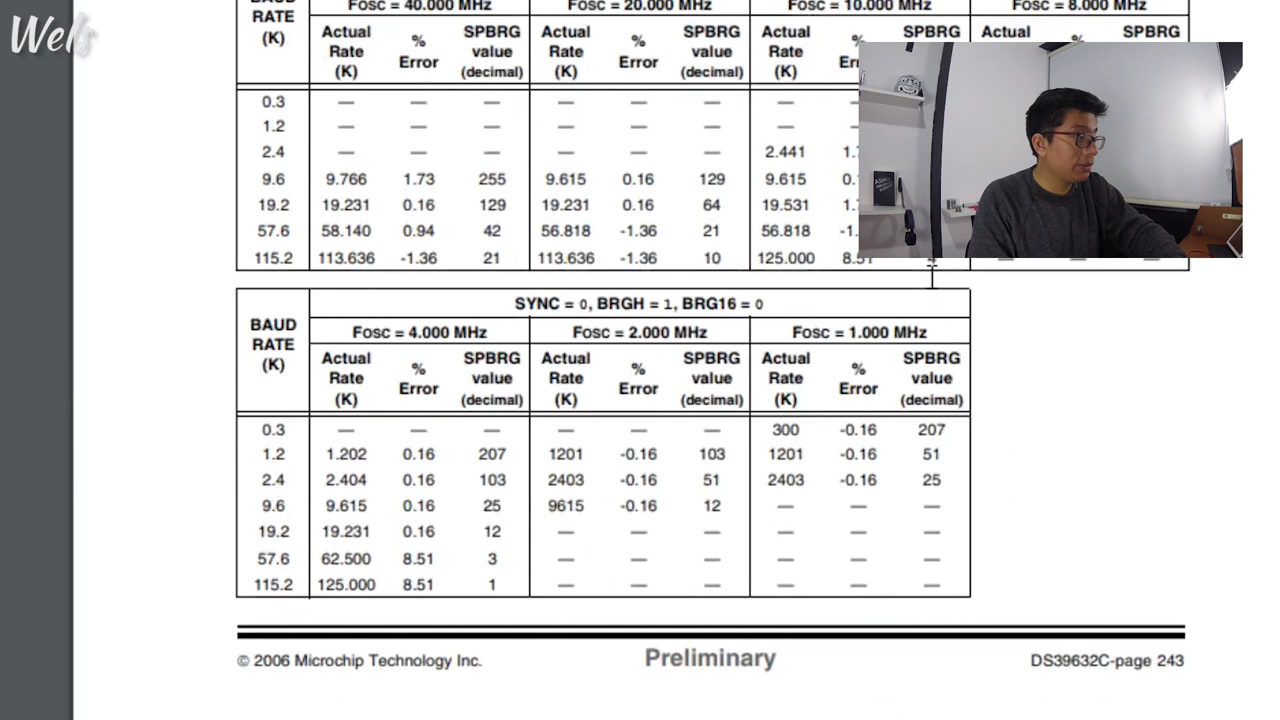 Wels
BAUD RATE (K) FOSC = 40.000 MHz FOSC = 20.000 MHz FOSC = 10.000 MHz FOSC = 8.000 MHz
Actual Rate (K) % Error SPBRG value (decimal) Actual Rate (K) % Error SPBRG value (decimal) Actual Rate (K) % SPBRG Actual % SPBRG
0.3 — — — — — — — —
1.2 — — — — — — — —
2.4 — — — — — — 2.441
9.6 9.766 1.73 255 9.615 0.16 129 9.615
19.2 19.231 0.16 129 19.231 0.16 64 19.531
57.6 58.140 0.94 42 56.818 -1.36 21 56.818
115.2 113.636 -1.36 21 113.636 -1.36 10 125.000 8.51 — — —
BAUD RATE (K) SYNC = 0, BRGH = 1, BRG16 = 0
FOSC = 4.000 MHz FOSC = 2.000 MHz FOSC = 1.000 MHz
Actual Rate (K) % Error SPBRG value (decimal) Actual Rate (K) % Error SPBRG value (decimal) Actual Rate (K) % Error SPBRG value (decimal)
0.3 — — — — — — 300 -0.16 207
1.2 1.202 0.16 207 1201 -0.16 103 1201 -0.16 51
2.4 2.404 0.16 103 2403 -0.16 51 2403 -0.16 25
9.6 9.615 0.16 25 9615 -0.16 12 — — —
19.2 19.231 0.16 12 — — — — — —
57.6 62.500 8.51 3 — — — — — —
115.2 125.000 8.51 1 — — — — — —
© 2006 Microchip Technology Inc. Preliminary DS39632C-page 243